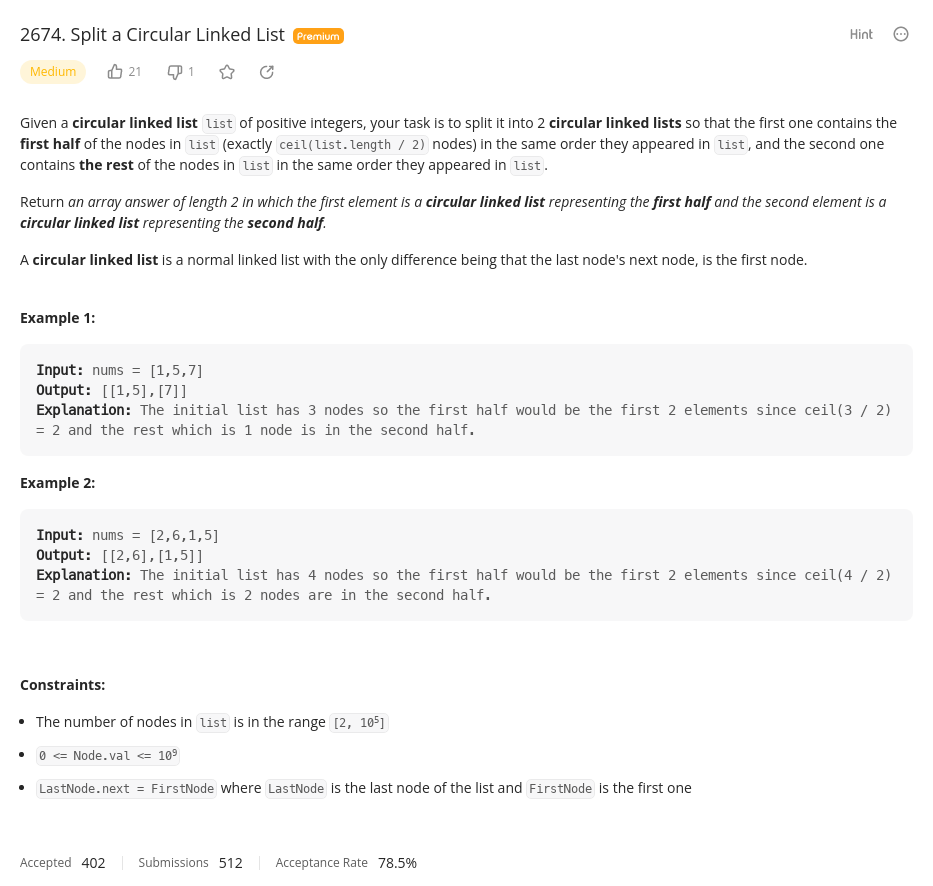 2674. Split a Circular Linked List Premium Hint
Medium 21 1
Given a circular linked list list of positive integers, your task is to split it into 2 circular linked lists so that the first one contains the
first half of the nodes in list (exactly ceil(list.length / 2) nodes) in the same order they appeared in list, and the second one
contains the rest of the nodes in list in the same order they appeared in list.
Return an array answer of length 2 in which the first element is a circular linked list representing the first half and the second element is a
circular linked list representing the second half.
A circular linked list is a normal linked list with the only difference being that the last node's next node, is the first node.
Example 1:
Input: nums = [1,5,7]
Output: [[1,5],[7]]
Explanation: The initial list has 3 nodes so the first half would be the first 2 elements since ceil(3 / 2)
= 2 and the rest which is 1 node is in the second half.
Example 2:
Input: nums = [2,6,1,5]
Output: [[2,6],[1,5]]
Explanation: The initial list has 4 nodes so the first half would be the first 2 elements since ceil(4 / 2)
= 2 and the rest which is 2 nodes are in the second half.
Constraints:
• The number of nodes in list is in the range [2, 10⁵]
• 0 <= Node.val <= 10⁹
• LastNode.next = FirstNode where LastNode is the last node of the list and FirstNode is the first one
Accepted 402 Submissions 512 Acceptance Rate 78.5%